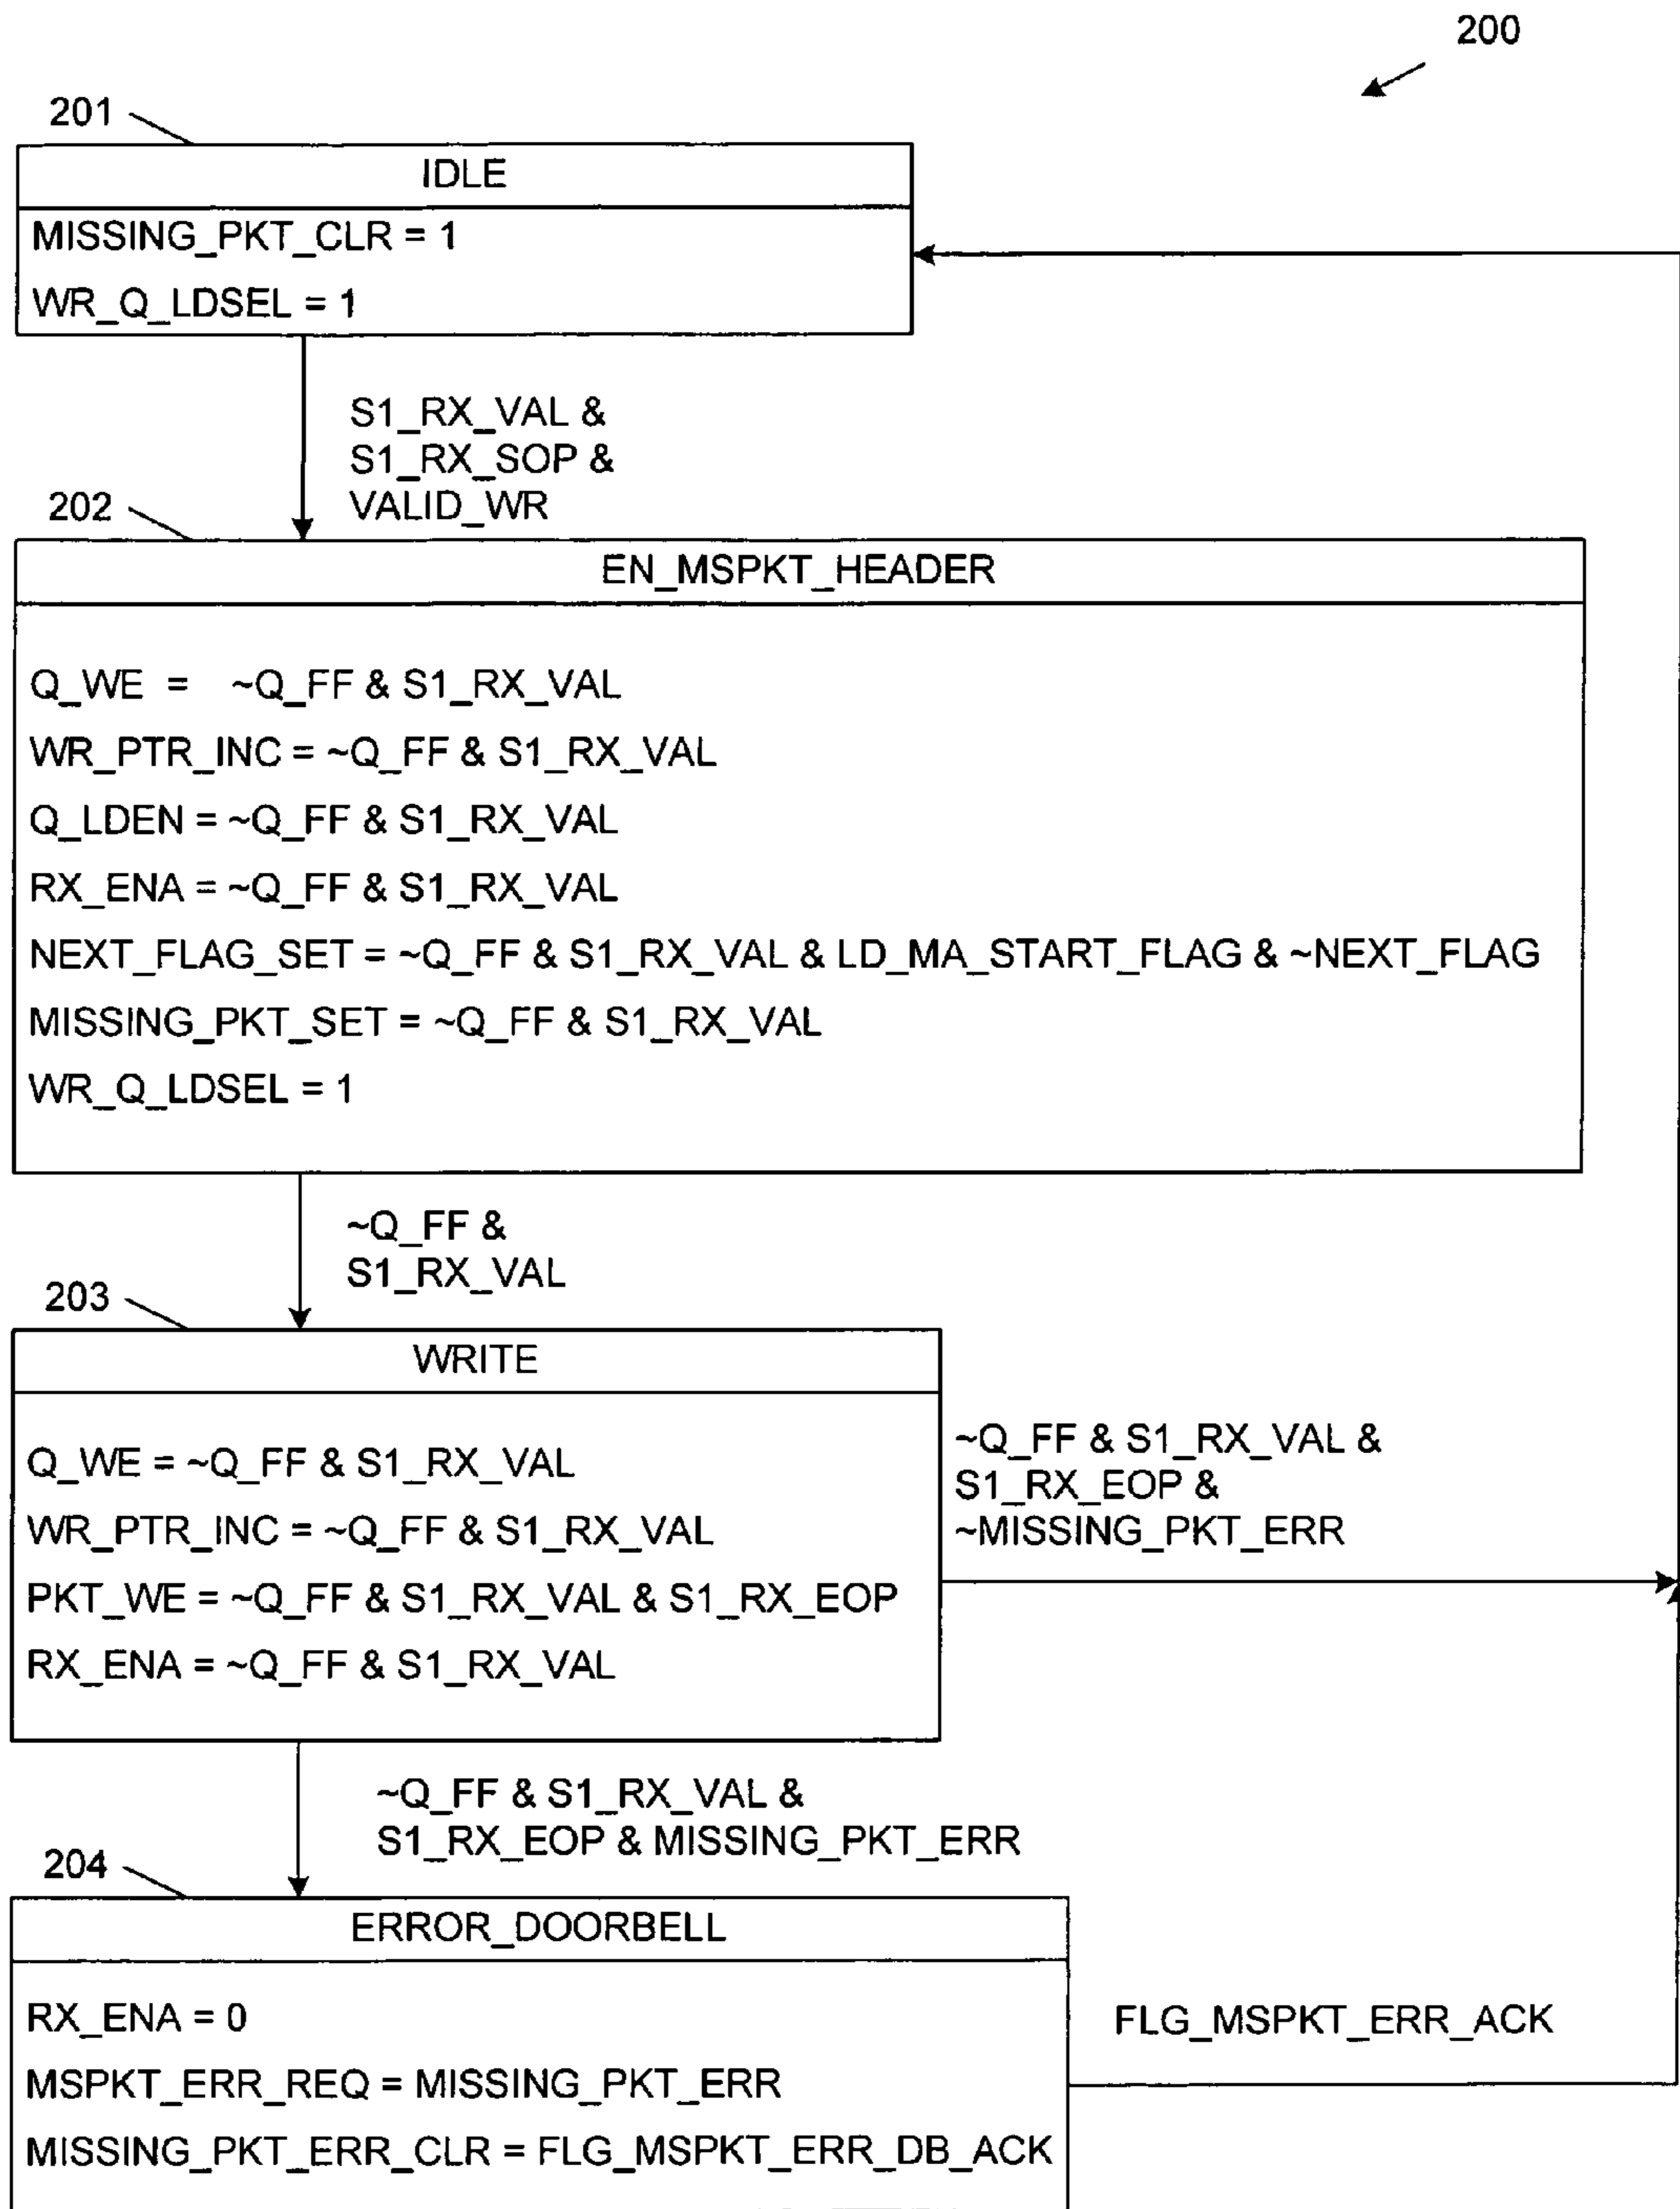 200
201
IDLE
MISSING_PKT_CLR = 1
WR_Q_LDSEL = 1
S1_RX_VAL &
S1_RX_SOP &
VALID_WR
202
EN_MSPKT_HEADER
Q_WE = ~Q_FF & S1_RX_VAL
WR_PTR_INC = ~Q_FF & S1_RX_VAL
Q_LDEN = ~Q_FF & S1_RX_VAL
RX_ENA = ~Q_FF & S1_RX_VAL
NEXT_FLAG_SET = ~Q_FF & S1_RX_VAL & LD_MA_START_FLAG & ~NEXT_FLAG
MISSING_PKT_SET = ~Q_FF & S1_RX_VAL
WR_Q_LDSEL = 1
~Q_FF &
S1_RX_VAL
203
WRITE
Q_WE = ~Q_FF & S1_RX_VAL
WR_PTR_INC = ~Q_FF & S1_RX_VAL
PKT_WE = ~Q_FF & S1_RX_VAL & S1_RX_EOP
RX_ENA = ~Q_FF & S1_RX_VAL
~Q_FF & S1_RX_VAL &
S1_RX_EOP &
~MISSING_PKT_ERR
~Q_FF & S1_RX_VAL &
S1_RX_EOP & MISSING_PKT_ERR
204
ERROR_DOORBELL
RX_ENA = 0
MSPKT_ERR_REQ = MISSING_PKT_ERR
MISSING_PKT_ERR_CLR = FLG_MSPKT_ERR_DB_ACK
FLG_MSPKT_ERR_ACK